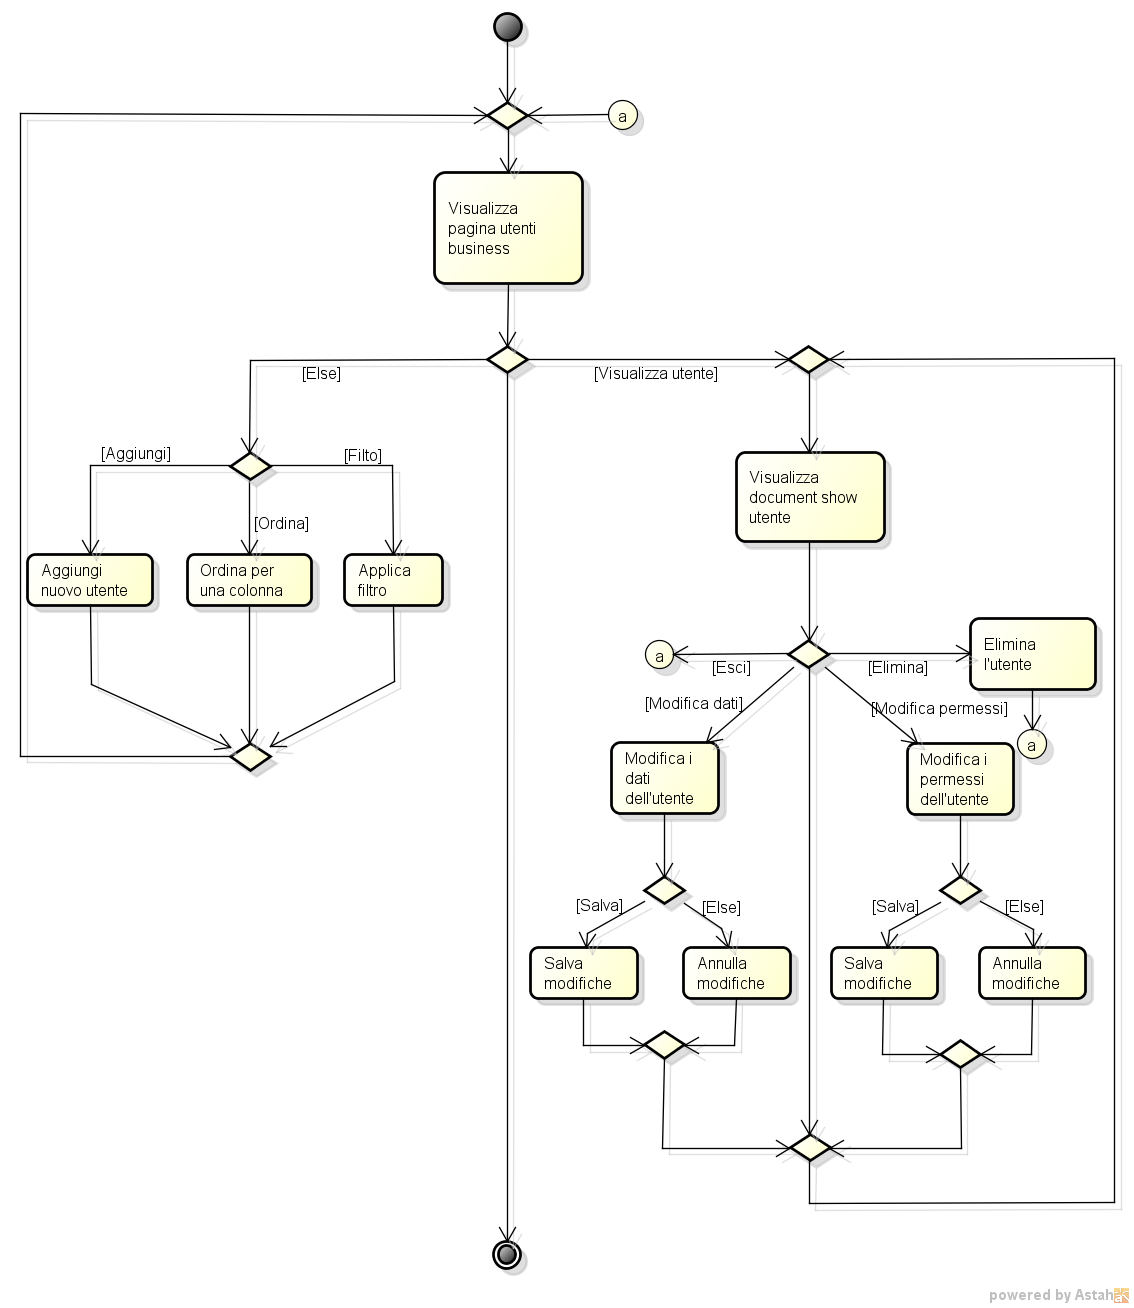 a
Visualizza
pagina utenti
business
[Else]
[Visualizza utente]
[Aggiungi]
[Filto]
[Ordina]
Visualizza
document show
utente
Aggiungi
nuovo utente
Ordina per
una colonna
Applica
filtro
a
[Esci]
[Elimina]
Elimina
l'utente
[Modifica dati]
[Modifica permessi]
a
Modifica i
dati
dell'utente
Modifica i
permessi
dell'utente
[Salva]
[Else]
[Salva]
[Else]
Salva
modifiche
Annulla
modifiche
Salva
modifiche
Annulla
modifiche
powered by Astah